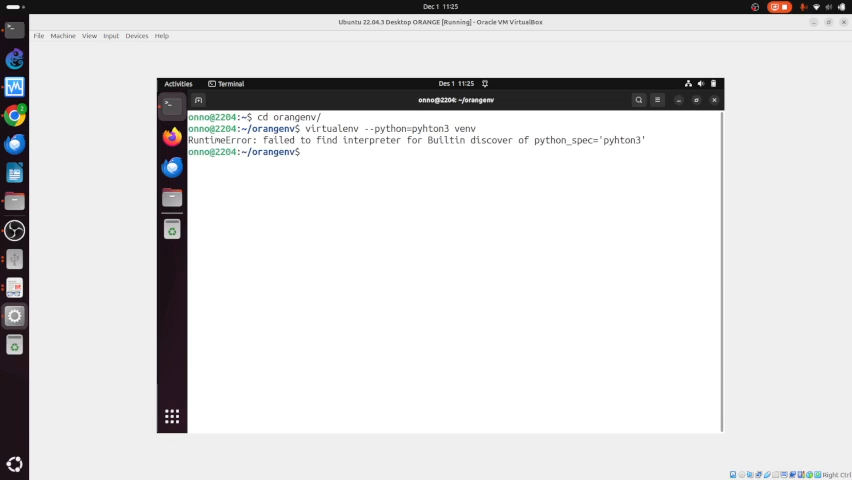 Dec 1 11:25
Ubuntu 22.04.3 Desktop ORANGE [Running] - Oracle VM VirtualBox
File Machine View Input Devices Help
Activities Terminal Des 1 11:25
onno@2204: ~/orangenv
onno@2204:~$ cd orangenv/
onno@2204:~/orangenv$ virtualenv --python=pyhton3 venv
RuntimeError: failed to find interpreter for Builtin discover of python_spec='pyhton3'
onno@2204:~/orangenv$
2
Right Ctrl